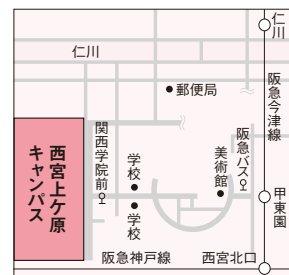 仁川
仁川
郵便局
阪急今津線
関西学院前
学校
学校
美術館
阪急バス
甲東園
西宮上ケ原
キャンパス
阪急神戸線
西宮北口